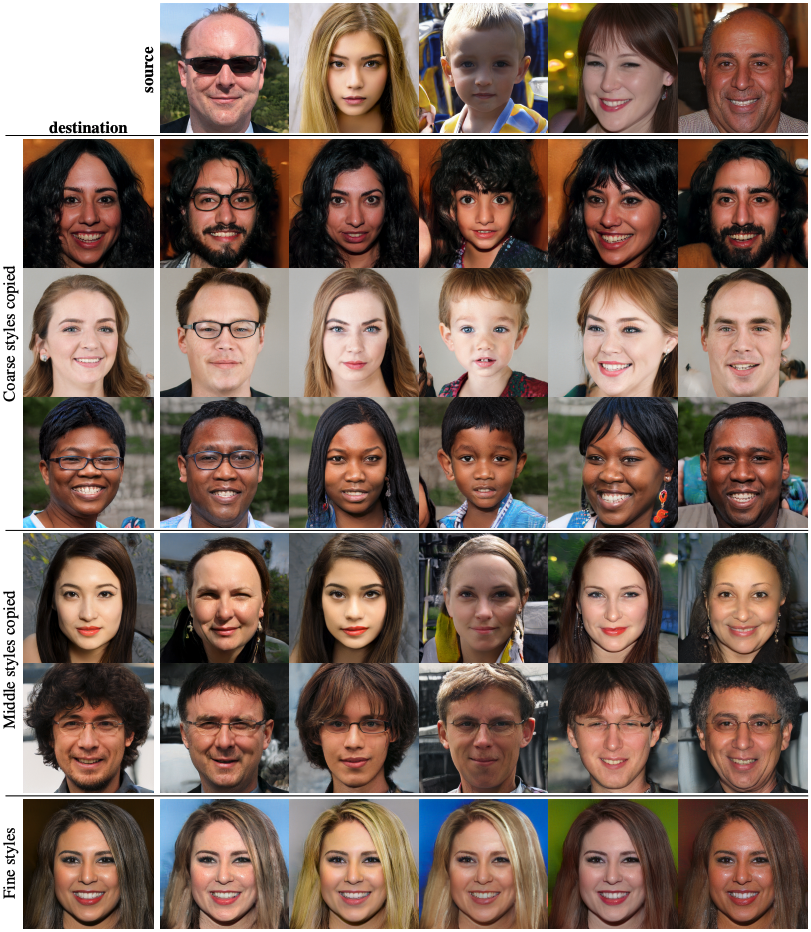 source
destination
Coarse styles copied
Middle styles copied
Fine styles